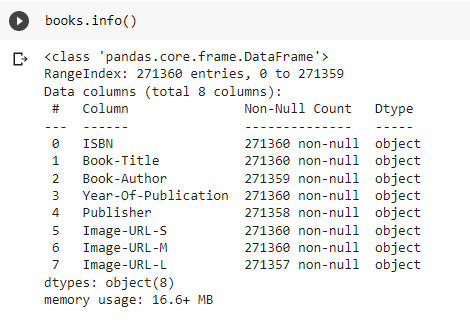 books.info()
<class 'pandas.core.frame.DataFrame'>
RangeIndex: 271360 entries, 0 to 271359
Data columns (total 8 columns):
 #   Column               Non-Null Count   Dtype
---  ------               --------------   -----
 0   ISBN                 271360 non-null  object
 1   Book-Title           271360 non-null  object
 2   Book-Author          271359 non-null  object
 3   Year-Of-Publication  271360 non-null  object
 4   Publisher            271358 non-null  object
 5   Image-URL-S          271360 non-null  object
 6   Image-URL-M          271360 non-null  object
 7   Image-URL-L          271357 non-null  object
dtypes: object(8)
memory usage: 16.6+ MB